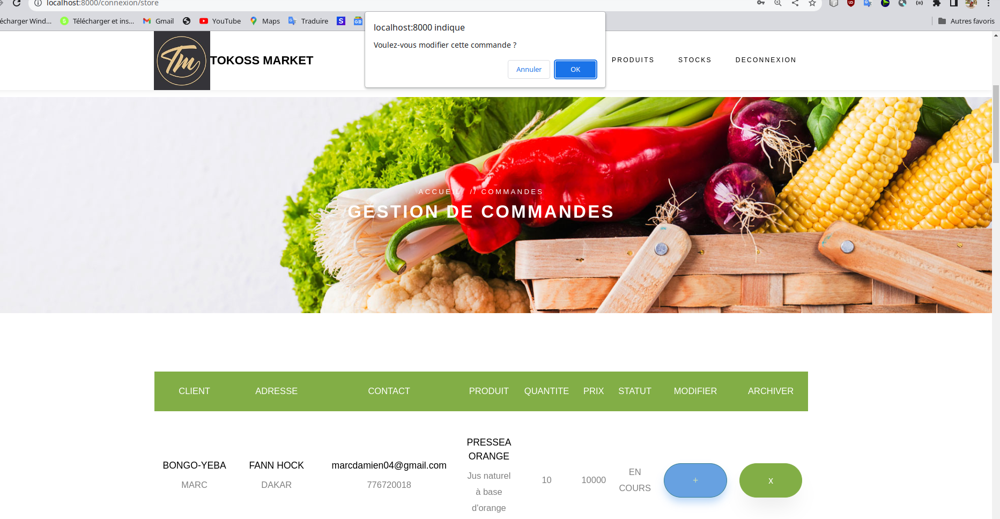 localhost:8000/connexion/store
écharger Wind...
Télécharger et ins...
Gmail
YouTube
Maps
Traduire
Autres favoris
localhost:8000 indique
Voulez-vous modifier cette commande ?
Annuler
OK
Tm
TOKOSS MARKET
PRODUITS
STOCKS
DECONNEXION
ACCUEIL // COMMANDES
GESTION DE COMMANDES
CLIENT ADRESSE CONTACT PRODUIT QUANTITE PRIX STATUT MODIFIER ARCHIVER
BONGO-YEBA
MARC
FANN HOCK
DAKAR
marcdamien04@gmail.com
776720018
PRESSEA
ORANGE
Jus naturel
à base
d'orange
10
10000
EN
COURS
+
x